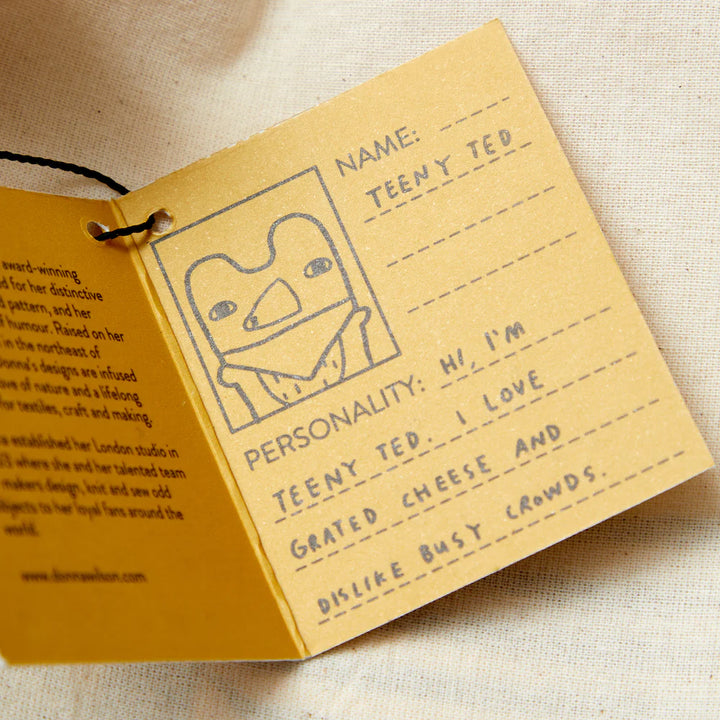 award-winning
for her distinctive
pattern, and her
humour. Raised on her
in the northeast of
Donna's designs are infused
love of nature and a lifelong
for textiles, craft and making.
established her London studio in
where she and her talented team
makers design, knit and sew odd
objects to her loyal fans around the
world.
www.donnawilson.com
NAME:
TEENY TED
PERSONALITY: HI, I'M
TEENY TED. I LOVE
GRATED CHEESE AND
DISLIKE BUSY CROWDS.